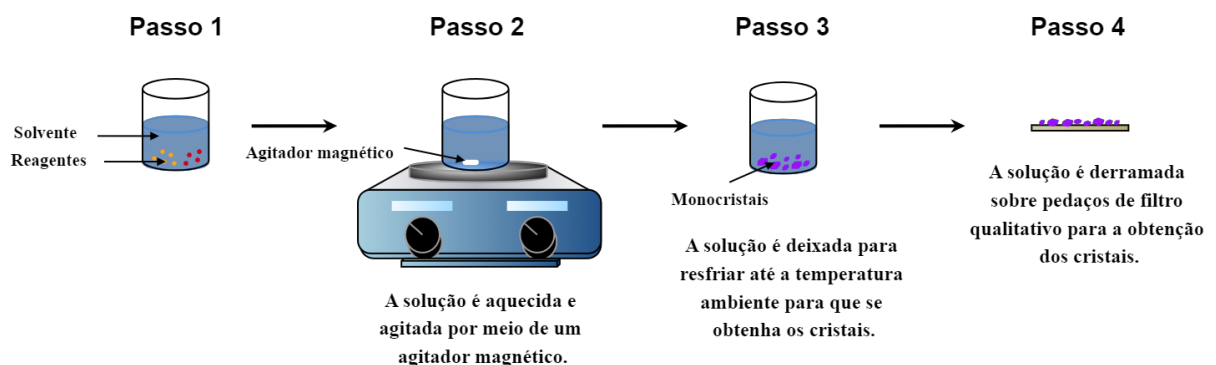 Passo 1
Passo 2
Passo 3
Passo 4
Solvente
Reagentes
Agitador magnético
Monocristais
A solução é aquecida e
agitada por meio de um
agitador magnético.
A solução é deixada para
resfriar até a temperatura
ambiente para que se
obtenha os cristais.
A solução é derramada
sobre pedaços de filtro
qualitativo para a obtenção
dos cristais.